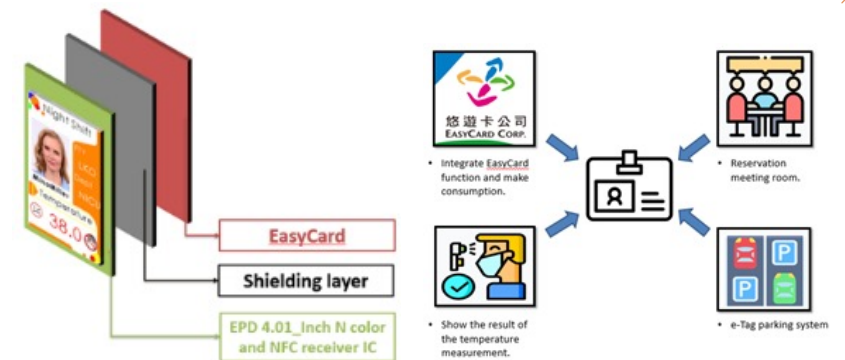 Night Shift
Temperature
38.0
EasyCard
Shielding layer
EPD 4.01_Inch N color
and NFC receiver IC
悠遊卡公司
EASYCARD CORP.
• Integrate EasyCard
function and make
consumption.
• Reservation
meeting room.
• Show the result of
the temperature
measurement.
P
P
• e-Tag parking system